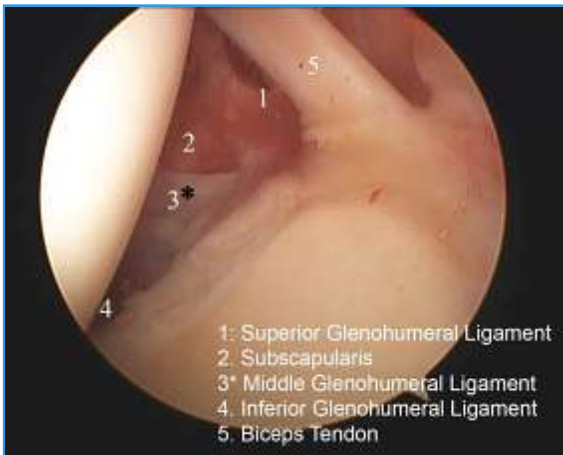 5
1
2
3*
4
1: Superior Glenohumeral Ligament
2. Subscapularis
3* Middle Glenohumeral Ligament
4. Inferior Glenohumeral Ligament
5. Biceps Tendon